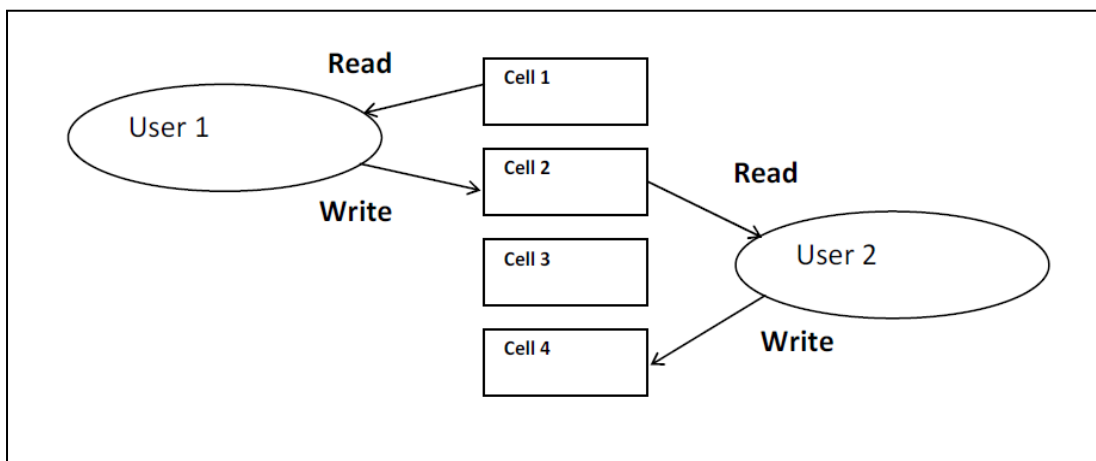 Read
Cell 1
User 1
Cell 2
Read
Write
Cell 3
User 2
Cell 4
Write